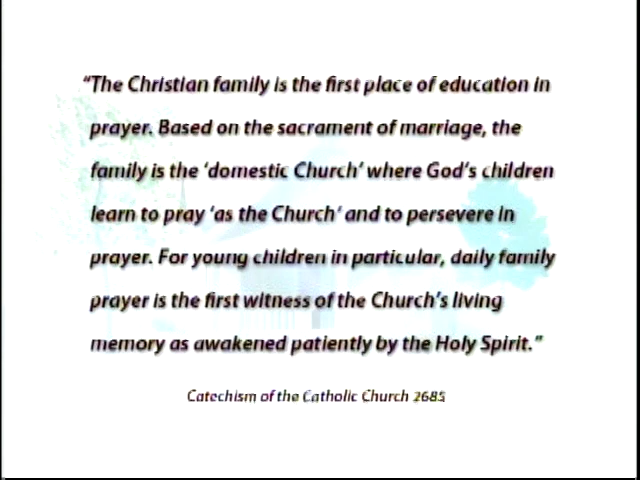 “The Christian family is the first place of education in
prayer. Based on the sacrament of marriage, the
family is the ‘domestic Church’ where God’s children
learn to pray ‘as the Church’ and to persevere in
prayer. For young children in particular, daily family
prayer is the first witness of the Church’s living
memory as awakened patiently by the Holy Spirit.”
Catechism of the Catholic Church 2685